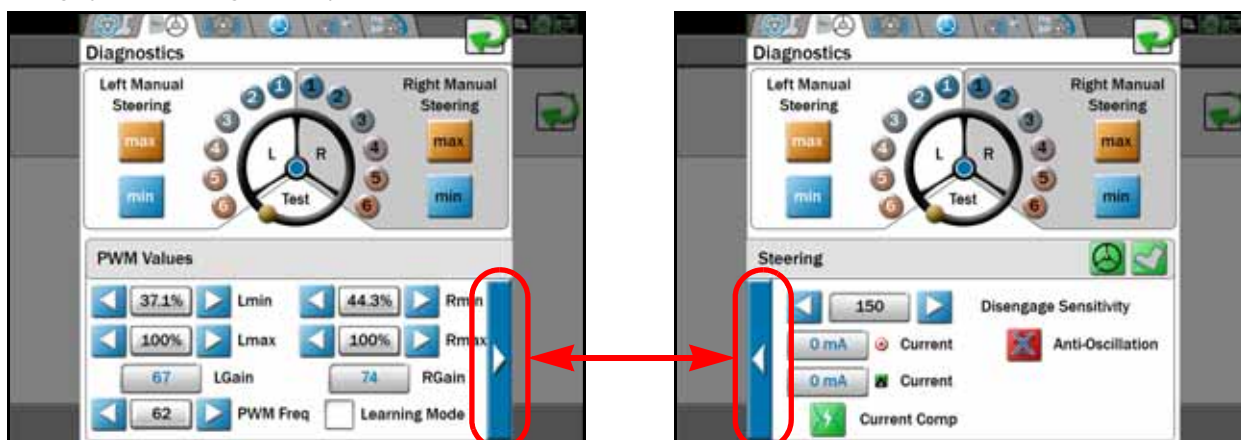 Diagnostics
Left Manual
Steering
max
min
1
2
3
4
5
6
L
R
Test
1
2
3
4
5
6
Right Manual
Steering
max
min
PWM Values
37.1% Lmin 44.3% Rmin
100% Lmax 100% Rmax
67 LGain 74 RGain
62 PWM Freq Learning Mode
Diagnostics
Left Manual
Steering
max
min
1
2
3
4
5
6
L
R
Test
1
2
3
4
5
6
Right Manual
Steering
max
min
Steering
150 Disengage Sensitivity
0 mA Current Anti-Oscillation
0 mA Current
Current Comp